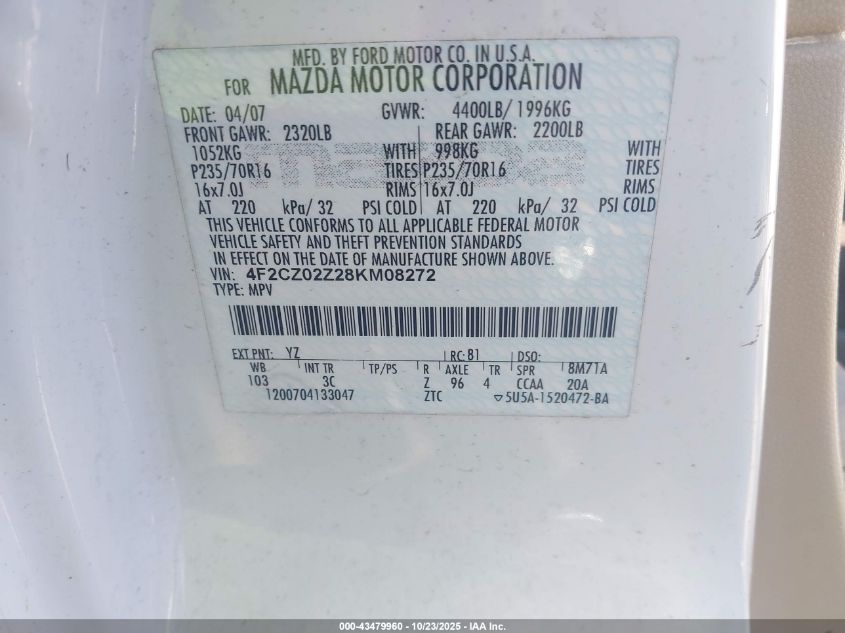 MFD. BY FORD MOTOR CO. IN U.S.A.
FOR MAZDA MOTOR CORPORATION
DATE: 04/07 GVWR: 4400LB/ 1996KG
FRONT GAWR: 2320LB REAR GAWR: 2200LB
1052KG WITH 998KG WITH
P235/70R16 TIRES P235/70R16 TIRES
16x7.0J RIMS 16x7.0J RIMS
AT 220 kPa/ 32 PSI COLD AT 220 kPa/ 32 PSI COLD
THIS VEHICLE CONFORMS TO ALL APPLICABLE FEDERAL MOTOR
VEHICLE SAFETY AND THEFT PREVENTION STANDARDS
IN EFFECT ON THE DATE OF MANUFACTURE SHOWN ABOVE.
VIN: 4F2CZ02Z28KM08272
TYPE: MPV
EXT PNT: YZ RC: 81 DSO:
WB INT TR TP/PS R AXLE TR SPR 8M71A
103 3C Z 96 4 CCAA 20A
1200704133047 ZTC ▽5U5A-1520472-BA
000-43479960 - 10/23/2025 - IAA Inc.